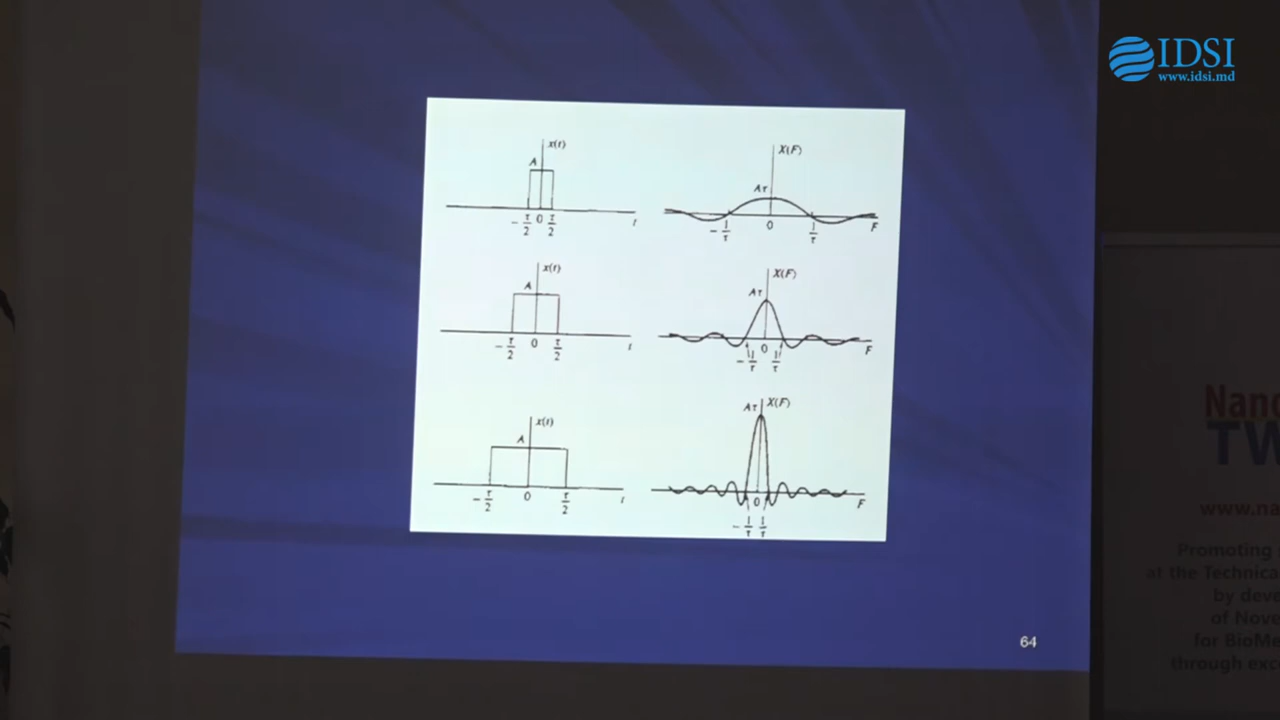 IDSI
www.idsi.md
x(t)
A
− τ/2 0 τ/2
t
X(F)
Aτ
− 1/τ 0 1/τ
F
x(t)
A
− τ/2 0 τ/2
t
X(F)
Aτ
− 1/τ 0 1/τ
F
x(t)
A
− τ/2 0 τ/2
t
X(F)
Aτ
0
− 1/τ 1/τ
F
64
TW
www.na
Promoting
at the Technica
by deve
of Nove
for BioMe
through exc